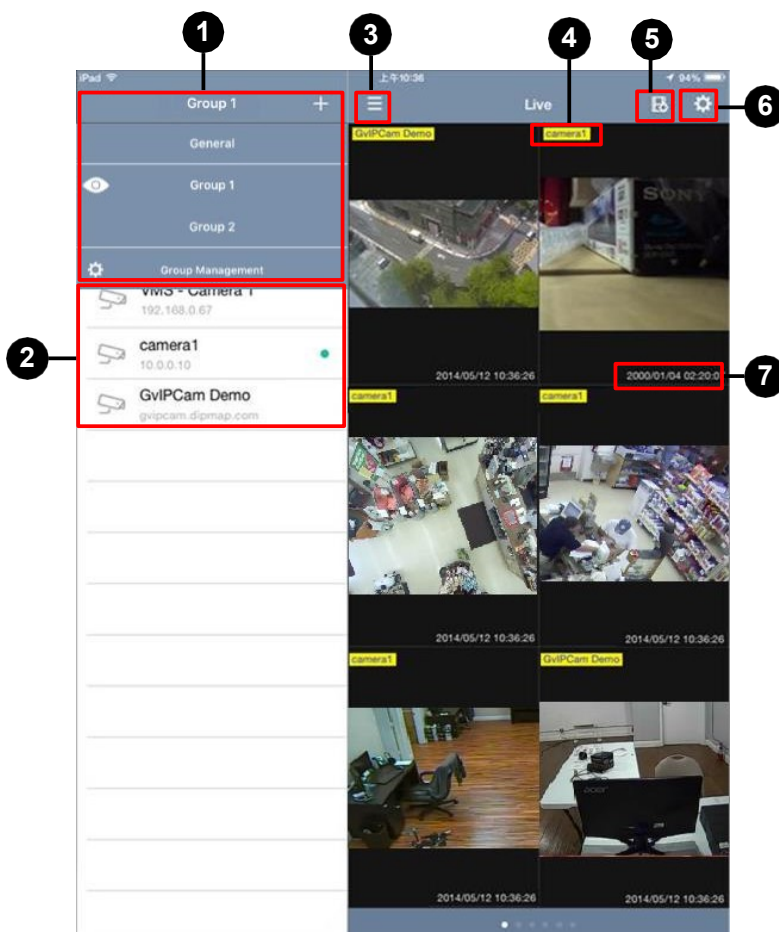 1
3
4
5
6
2
7
iPad
上午10:36
94%
Group 1 +
General
Group 1
Group 2
Group Management
VMS - Camera 1
192.168.0.67
camera1
10.0.0.10
GvIPCam Demo
gvipcam.dipmap.com
Live
GvIPCam Demo
camera1
SONY
2014/05/12 10:36:26
2000/01/04 02:20:0
camera1
camera1
2014/05/12 10:36:26
2014/05/12 10:36:26
camera1
GvIPCam Demo
acer
2014/05/12 10:36:26
2014/05/12 10:36:26